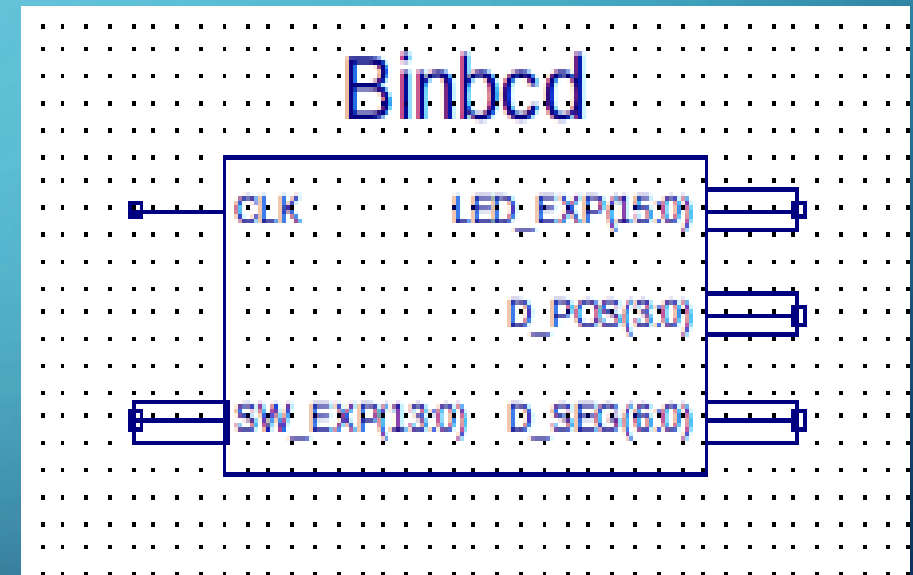 Binbcd
CLK LED_EXP(15:0)
D_POS(3:0)
SW_EXP(13:0) D_SEG(6:0)